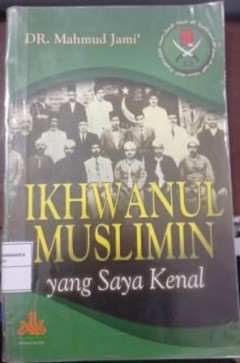 DR. Mahmud Jami'
IKHWANUL
MUSLIMIN
yang Saya Kenal